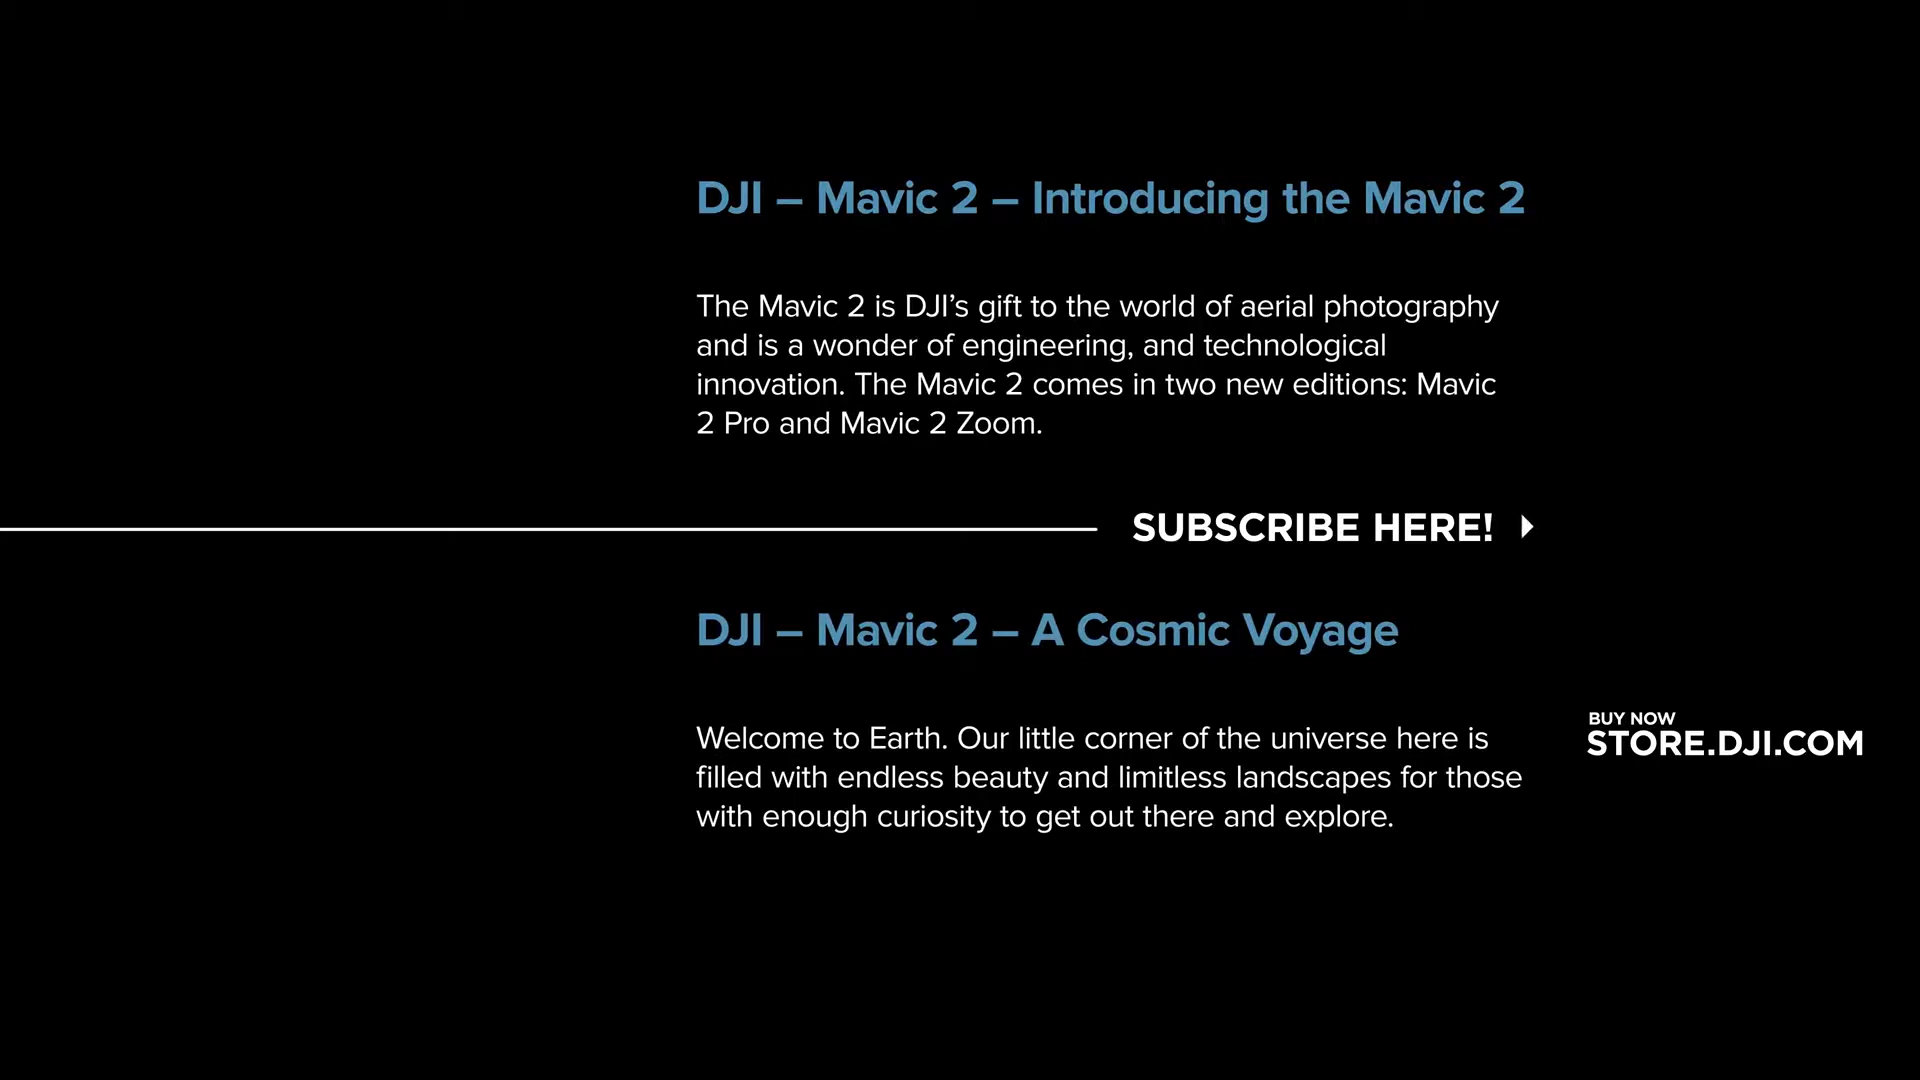 DJI – Mavic 2 – Introducing the Mavic 2
The Mavic 2 is DJI’s gift to the world of aerial photography
and is a wonder of engineering, and technological
innovation. The Mavic 2 comes in two new editions: Mavic
2 Pro and Mavic 2 Zoom.
SUBSCRIBE HERE!
DJI – Mavic 2 – A Cosmic Voyage
Welcome to Earth. Our little corner of the universe here is
filled with endless beauty and limitless landscapes for those
with enough curiosity to get out there and explore.
BUY NOW
STORE.DJI.COM